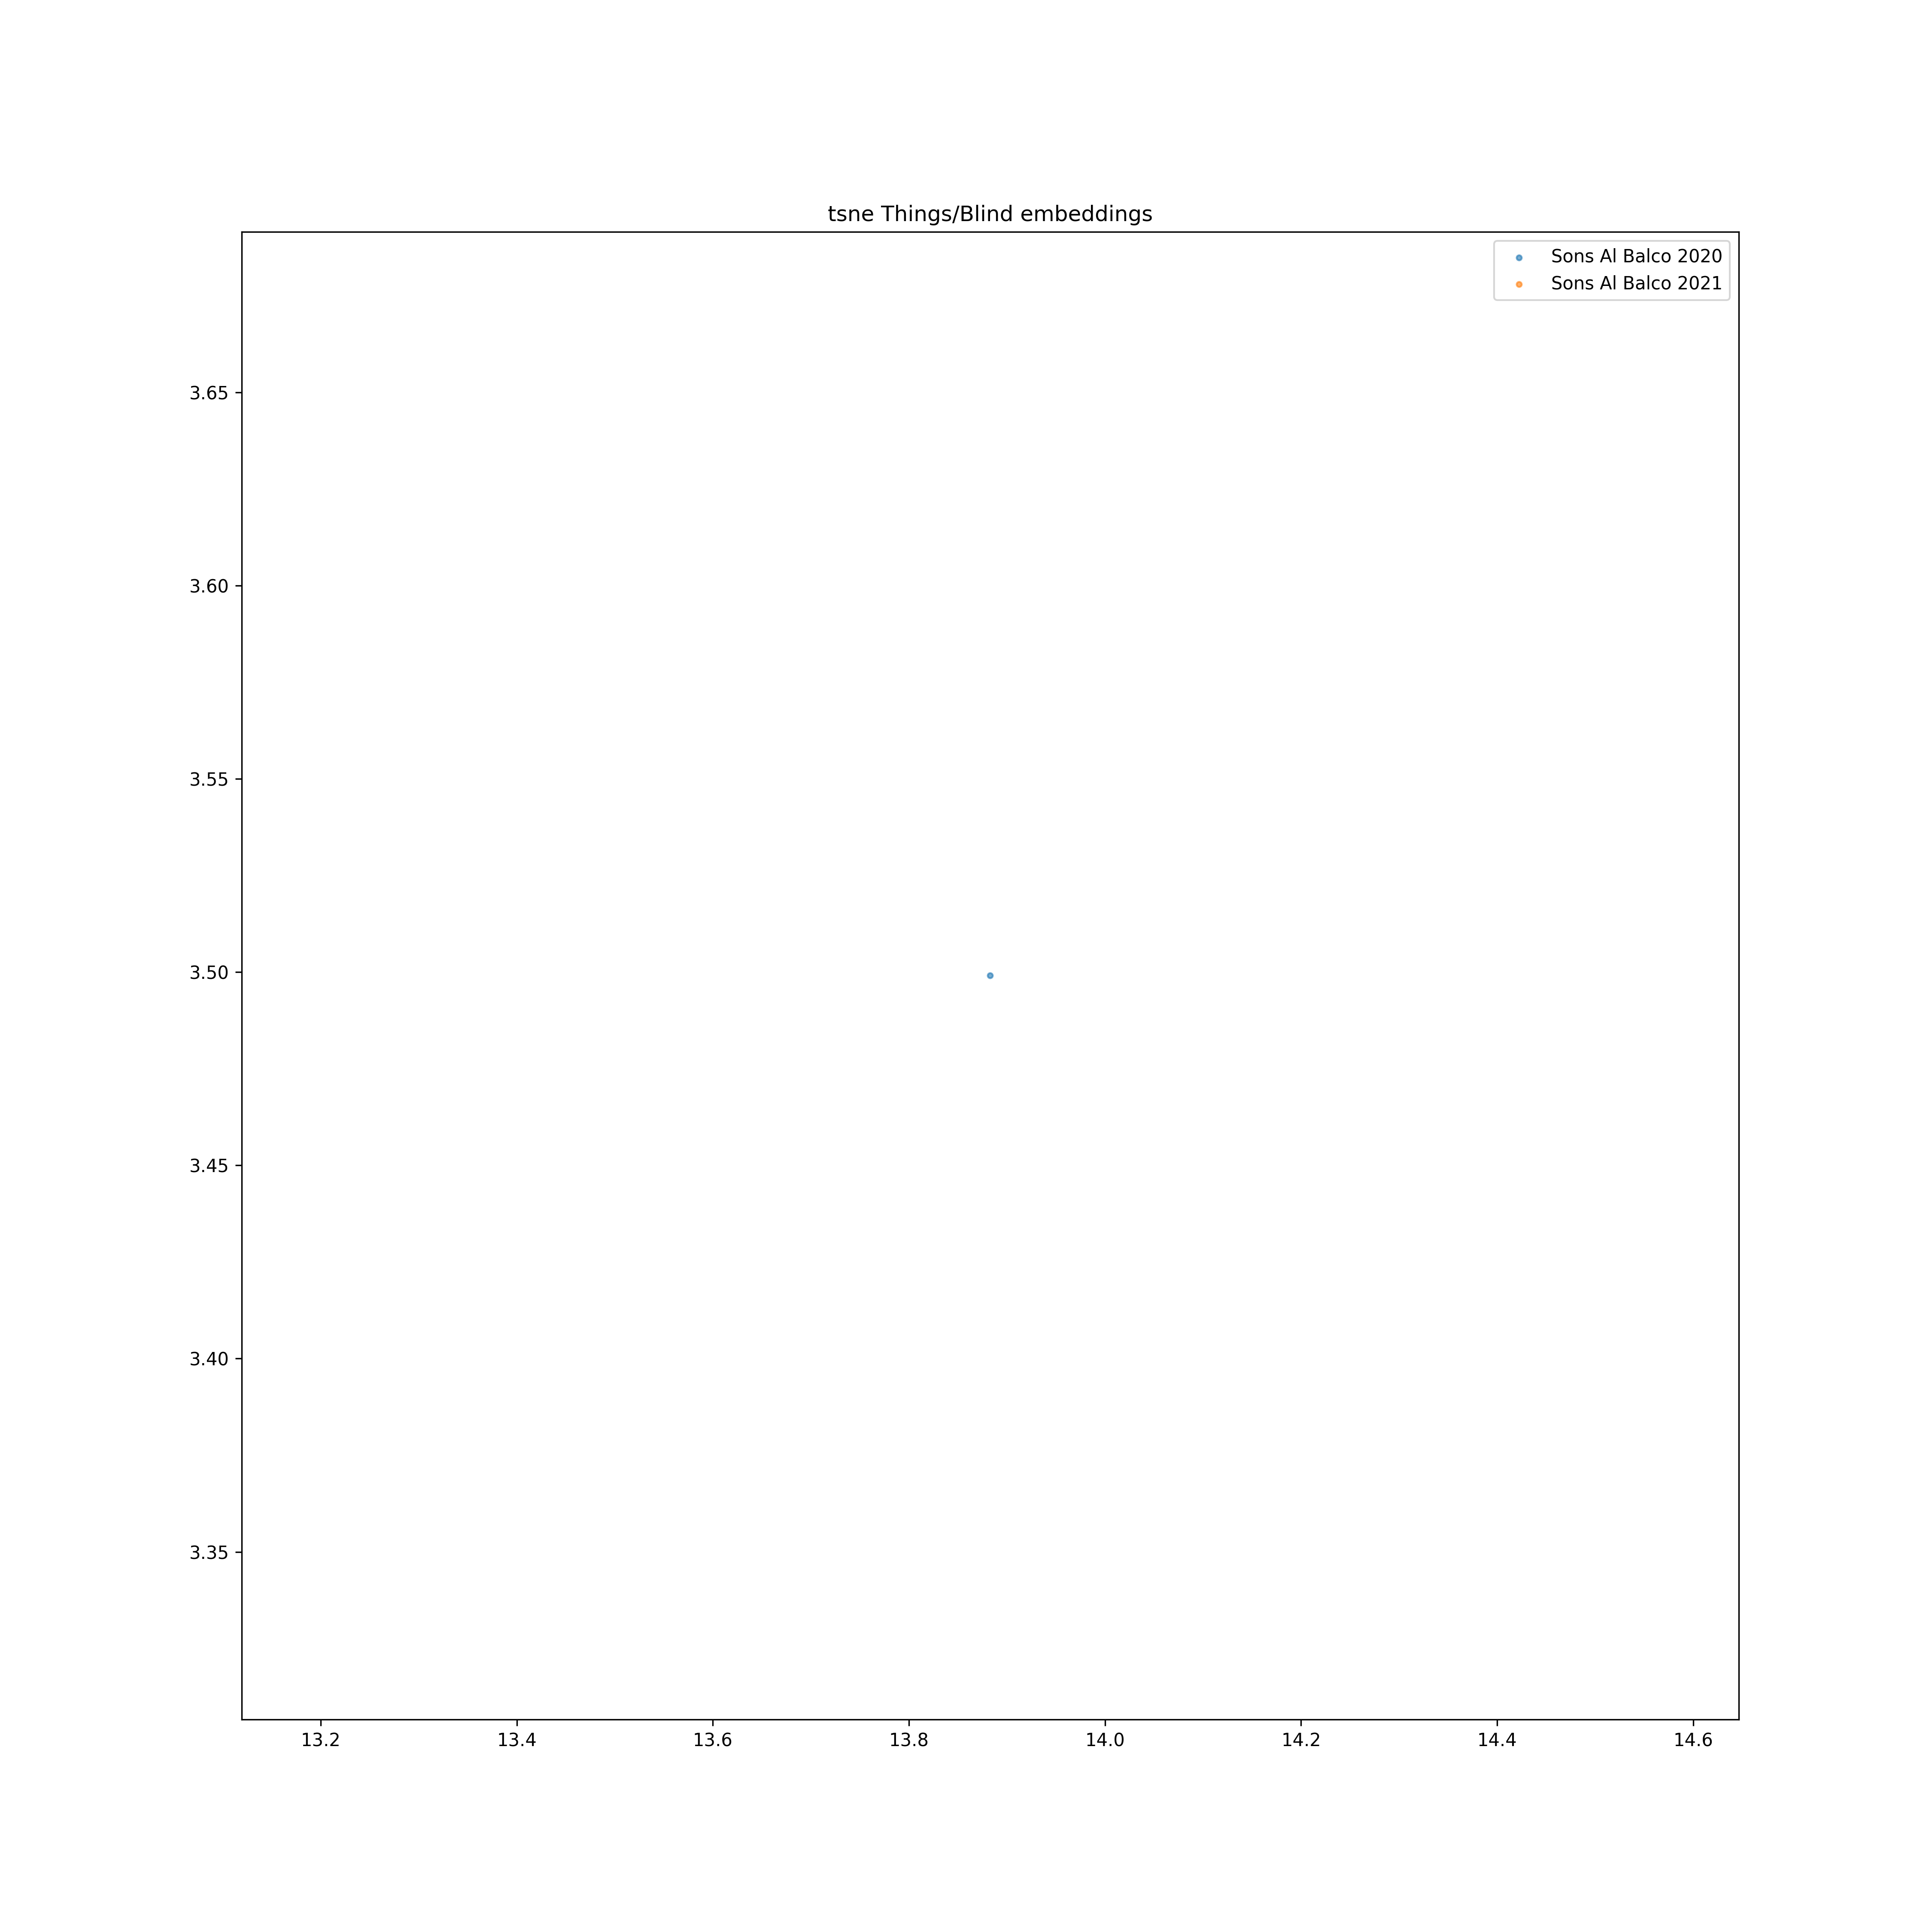 tsne Things/Blind embeddings
Sons Al Balco 2020
Sons Al Balco 2021
3.65
3.60
3.55
3.50
3.45
3.40
3.35
13.2 13.4 13.6 13.8 14.0 14.2 14.4 14.6